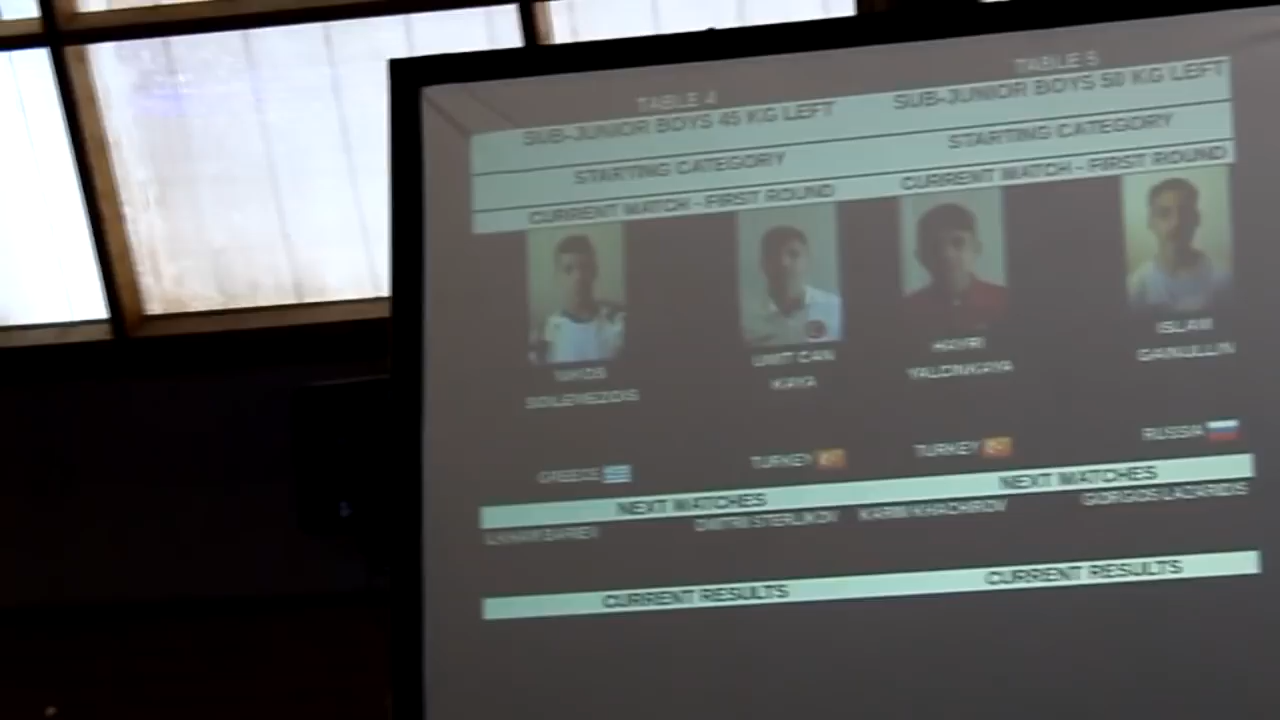 TABLE 4
SUB-JUNIOR BOYS 45 KG LEFT
STARTING CATEGORY
CURRENT MATCH - FIRST ROUND
UMIT CAN
KAYA
GREECE
TURKEY
NEXT MATCHES
CURRENT RESULTS
TABLE 5
SUB-JUNIOR BOYS 50 KG LEFT
STARTING CATEGORY
CURRENT MATCH - FIRST ROUND
HAYRI
YALCINKAYA
ISLAM
TURKEY
RUSSIA
NEXT MATCHES
CURRENT RESULTS